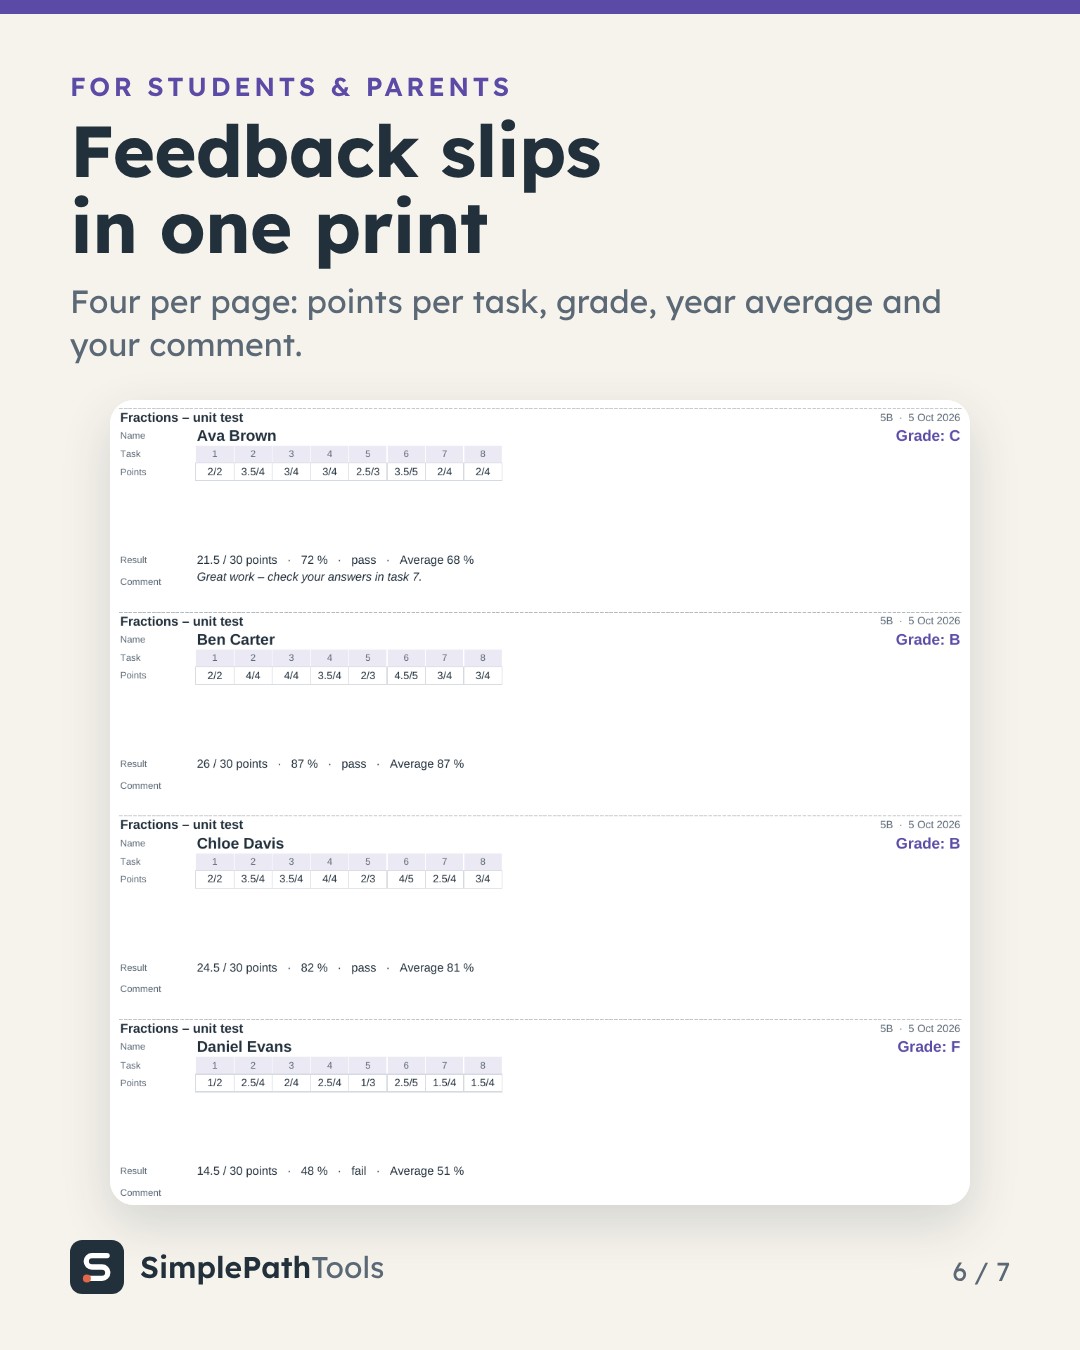 FOR STUDENTS & PARENTS
Feedback slips
in one print
Four per page: points per task, grade, year average and
your comment.
Fractions – unit test 5B · 5 Oct 2026
Name Ava Brown Grade: C
Task 1 2 3 4 5 6 7 8
Points 2/2 3.5/4 3/4 3/4 2.5/3 3.5/5 2/4 2/4
Result 21.5 / 30 points · 72 % · pass · Average 68 %
Comment Great work – check your answers in task 7.
Fractions – unit test 5B · 5 Oct 2026
Name Ben Carter Grade: B
Task 1 2 3 4 5 6 7 8
Points 2/2 4/4 4/4 3.5/4 2/3 4.5/5 3/4 3/4
Result 26 / 30 points · 87 % · pass · Average 87 %
Comment
Fractions – unit test 5B · 5 Oct 2026
Name Chloe Davis Grade: B
Task 1 2 3 4 5 6 7 8
Points 2/2 3.5/4 3.5/4 4/4 2/3 4/5 2.5/4 3/4
Result 24.5 / 30 points · 82 % · pass · Average 81 %
Comment
Fractions – unit test 5B · 5 Oct 2026
Name Daniel Evans Grade: F
Task 1 2 3 4 5 6 7 8
Points 1/2 2.5/4 2/4 2.5/4 1/3 2.5/5 1.5/4 1.5/4
Result 14.5 / 30 points · 48 % · fail · Average 51 %
Comment
SimplePathTools 6 / 7